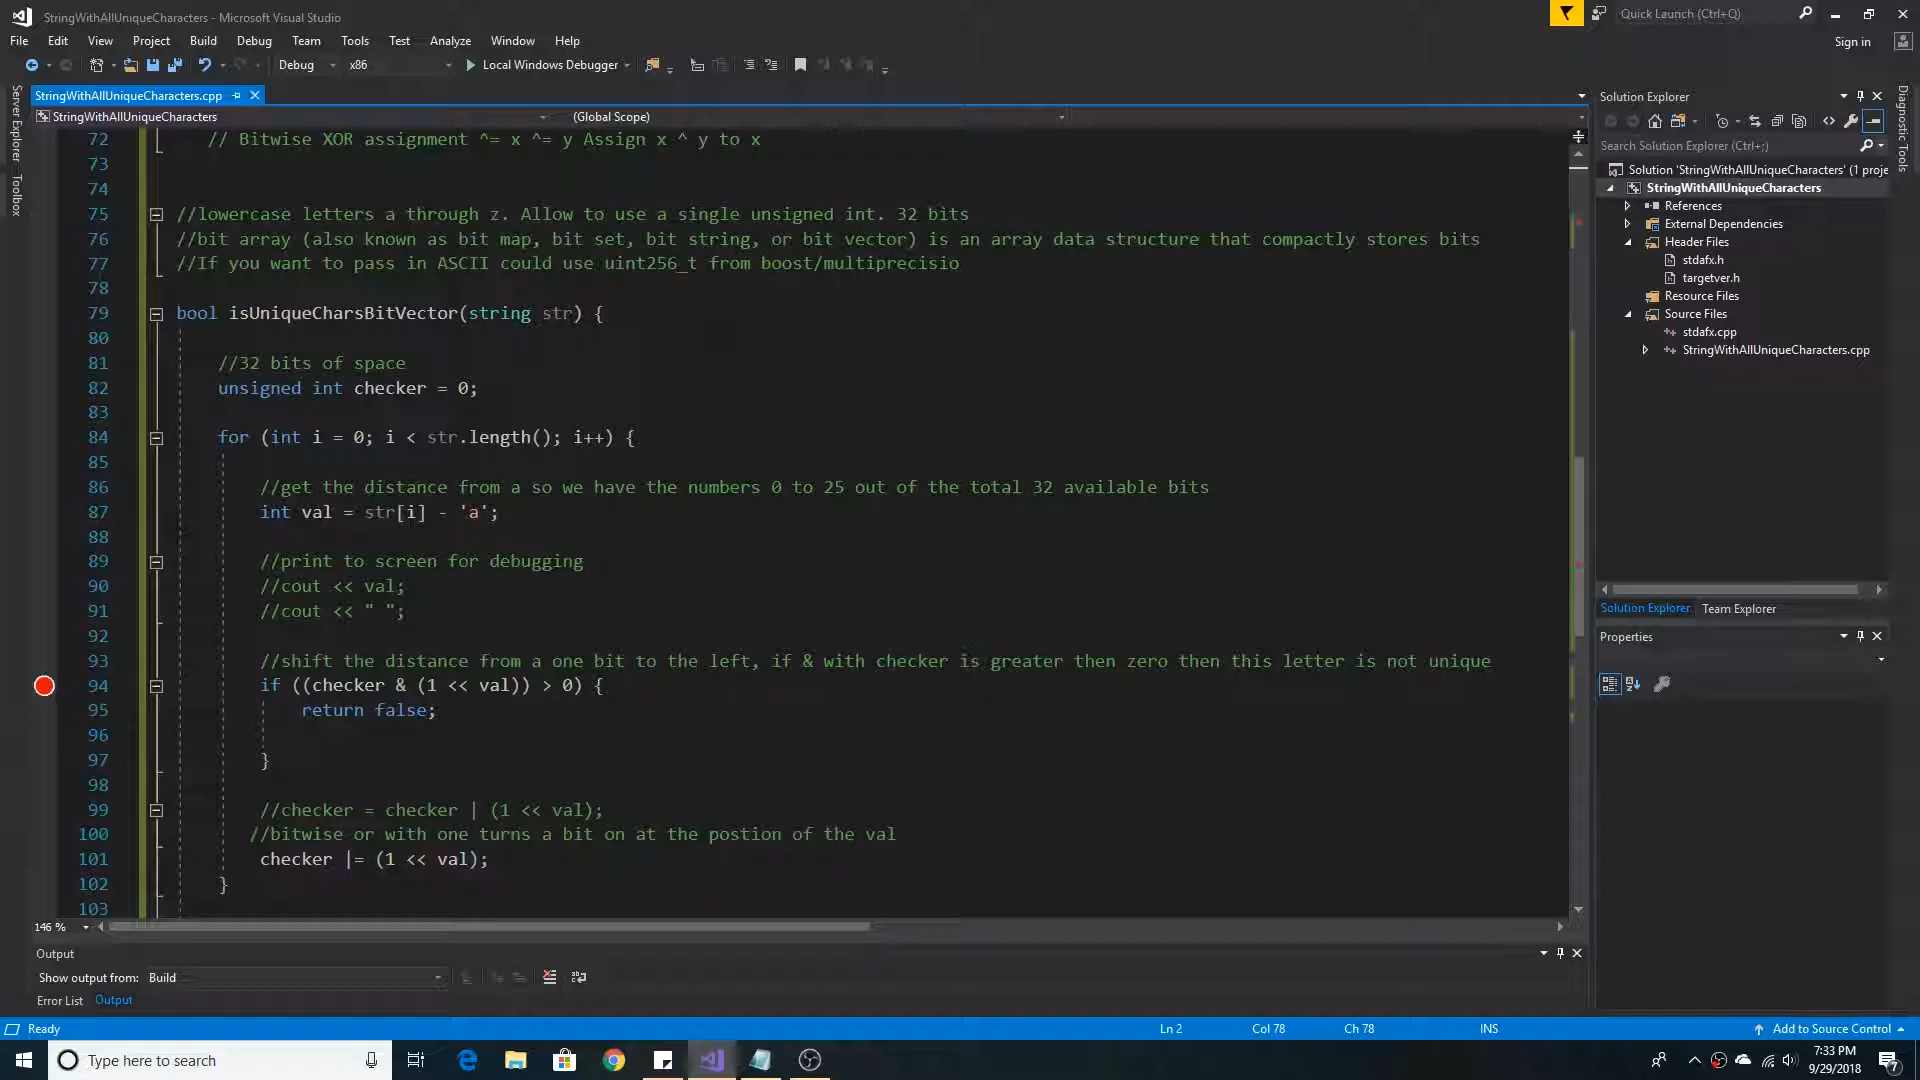 StringWithAllUniqueCharacters - Microsoft Visual Studio
Quick Launch (Ctrl+Q)
File Edit View Project Build Debug Team Tools Test Analyze Window Help
Sign in
Debug x86 Local Windows Debugger
Server Explorer
Toolbox
StringWithAllUniqueCharacters.cpp
StringWithAllUniqueCharacters (Global Scope)
72 // Bitwise XOR assignment ^= x ^= y Assign x ^ y to x
73
74
75 //lowercase letters a through z. Allow to use a single unsigned int. 32 bits
76 //bit array (also known as bit map, bit set, bit string, or bit vector) is an array data structure that compactly stores bits
77 //If you want to pass in ASCII could use uint256_t from boost/multiprecisio
78
79 bool isUniqueCharsBitVector(string str) {
80
81 //32 bits of space
82 unsigned int checker = 0;
83
84 for (int i = 0; i < str.length(); i++) {
85
86 //get the distance from a so we have the numbers 0 to 25 out of the total 32 available bits
87 int val = str[i] - 'a';
88
89 //print to screen for debugging
90 //cout << val;
91 //cout << " ";
92
93 //shift the distance from a one bit to the left, if & with checker is greater then zero then this letter is not unique
94 if ((checker & (1 << val)) > 0) {
95 return false;
96
97 }
98
99 //checker = checker | (1 << val);
100 //bitwise or with one turns a bit on at the postion of the val
101 checker |= (1 << val);
102 }
103
146 %
Output
Show output from: Build
Error List Output
Solution Explorer
Search Solution Explorer (Ctrl+;)
Solution 'StringWithAllUniqueCharacters' (1 proje
StringWithAllUniqueCharacters
References
External Dependencies
Header Files
stdafx.h
targetver.h
Resource Files
Source Files
stdafx.cpp
StringWithAllUniqueCharacters.cpp
Solution Explorer Team Explorer
Properties
Diagnostic Tools
Ready Ln 2 Col 78 Ch 78 INS Add to Source Control
Type here to search
7:33 PM
9/29/2018
7